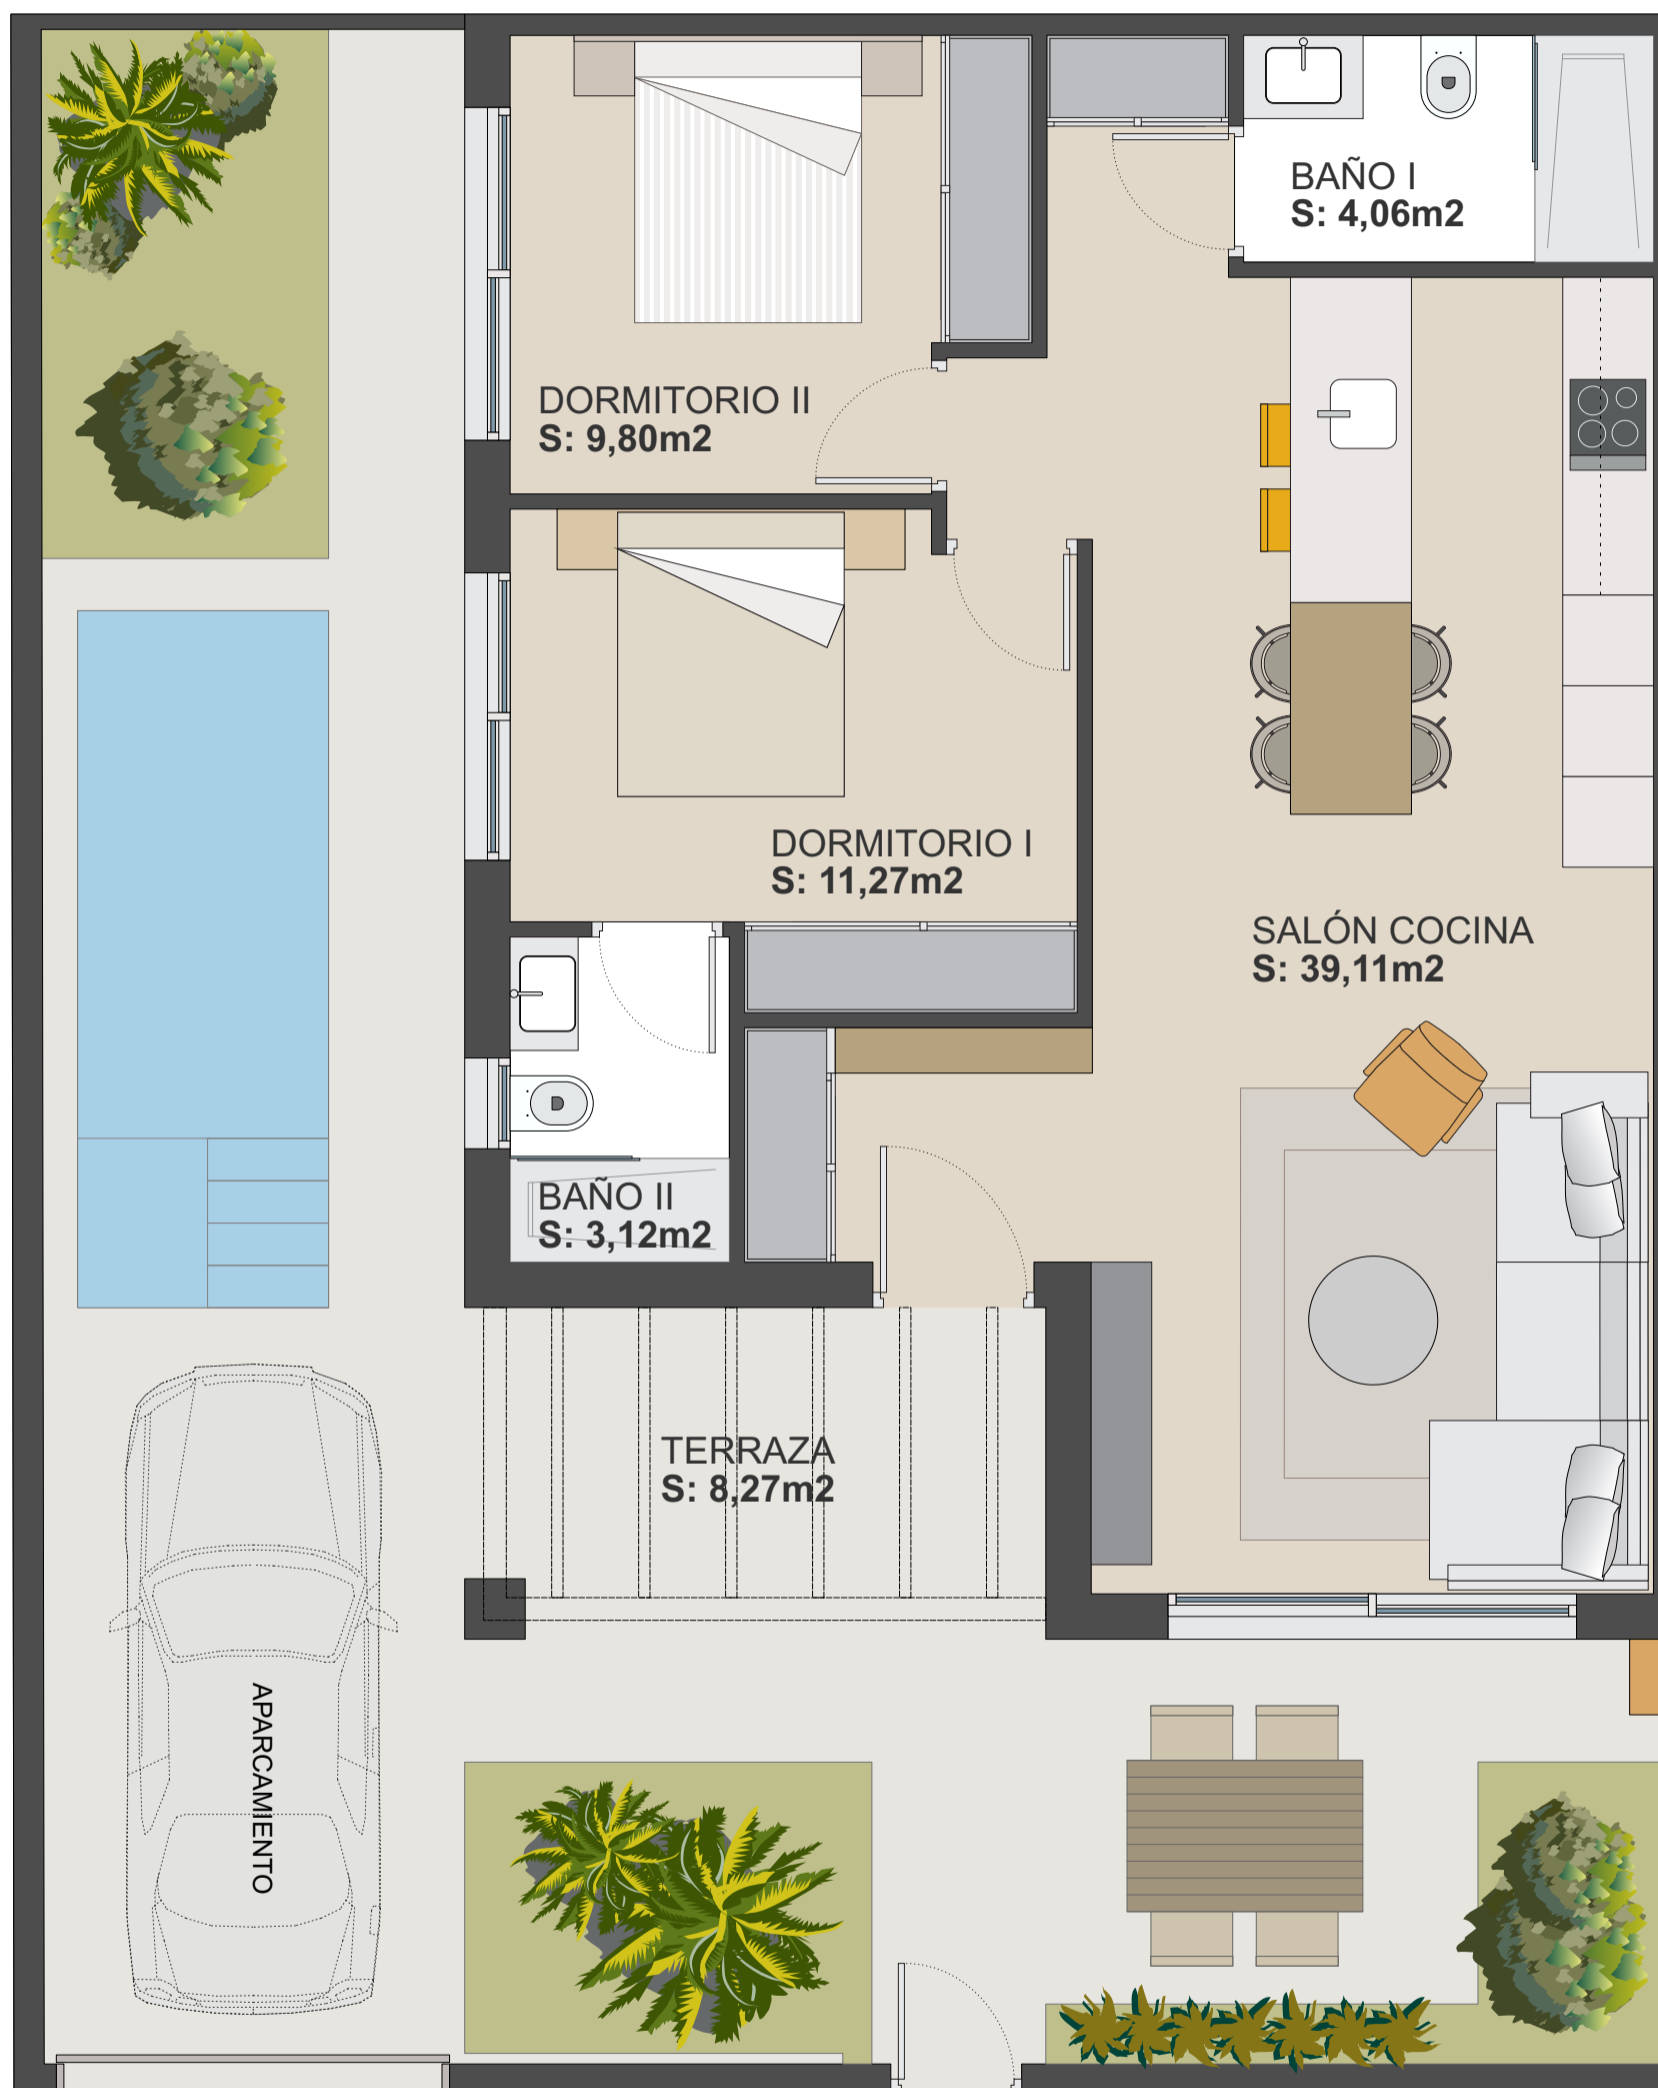 BAÑO I
S: 4,06m2
DORMITORIO II
S: 9,80m2
DORMITORIO I
S: 11,27m2
SALÓN COCINA
S: 39,11m2
BAÑO II
S: 3,12m2
TERRAZA
S: 8,27m2
APARCAMIENTO